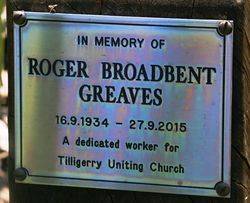 IN MEMORY OF
ROGER BROADBENT
GREAVES
16.9.1934 - 27.9.2015
A dedicated worker for
Tilligerry Uniting Church